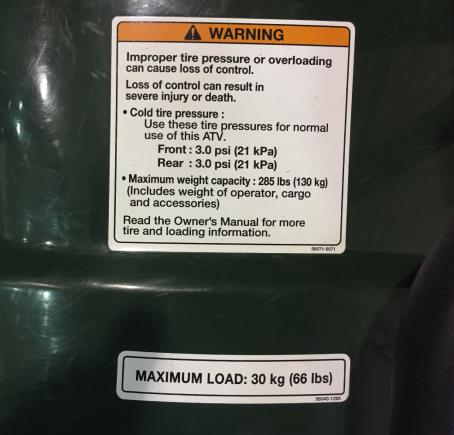 WARNING
Improper tire pressure or overloading
can cause loss of control.
Loss of control can result in
severe injury or death.
• Cold tire pressure :
Use these tire pressures for normal
use of this ATV.
Front : 3.0 psi (21 kPa)
Rear : 3.0 psi (21 kPa)
• Maximum weight capacity : 285 lbs (130 kg)
(Includes weight of operator, cargo
and accessories)
Read the Owner's Manual for more
tire and loading information.
56071-0071
MAXIMUM LOAD: 30 kg (66 lbs)
56040-1268